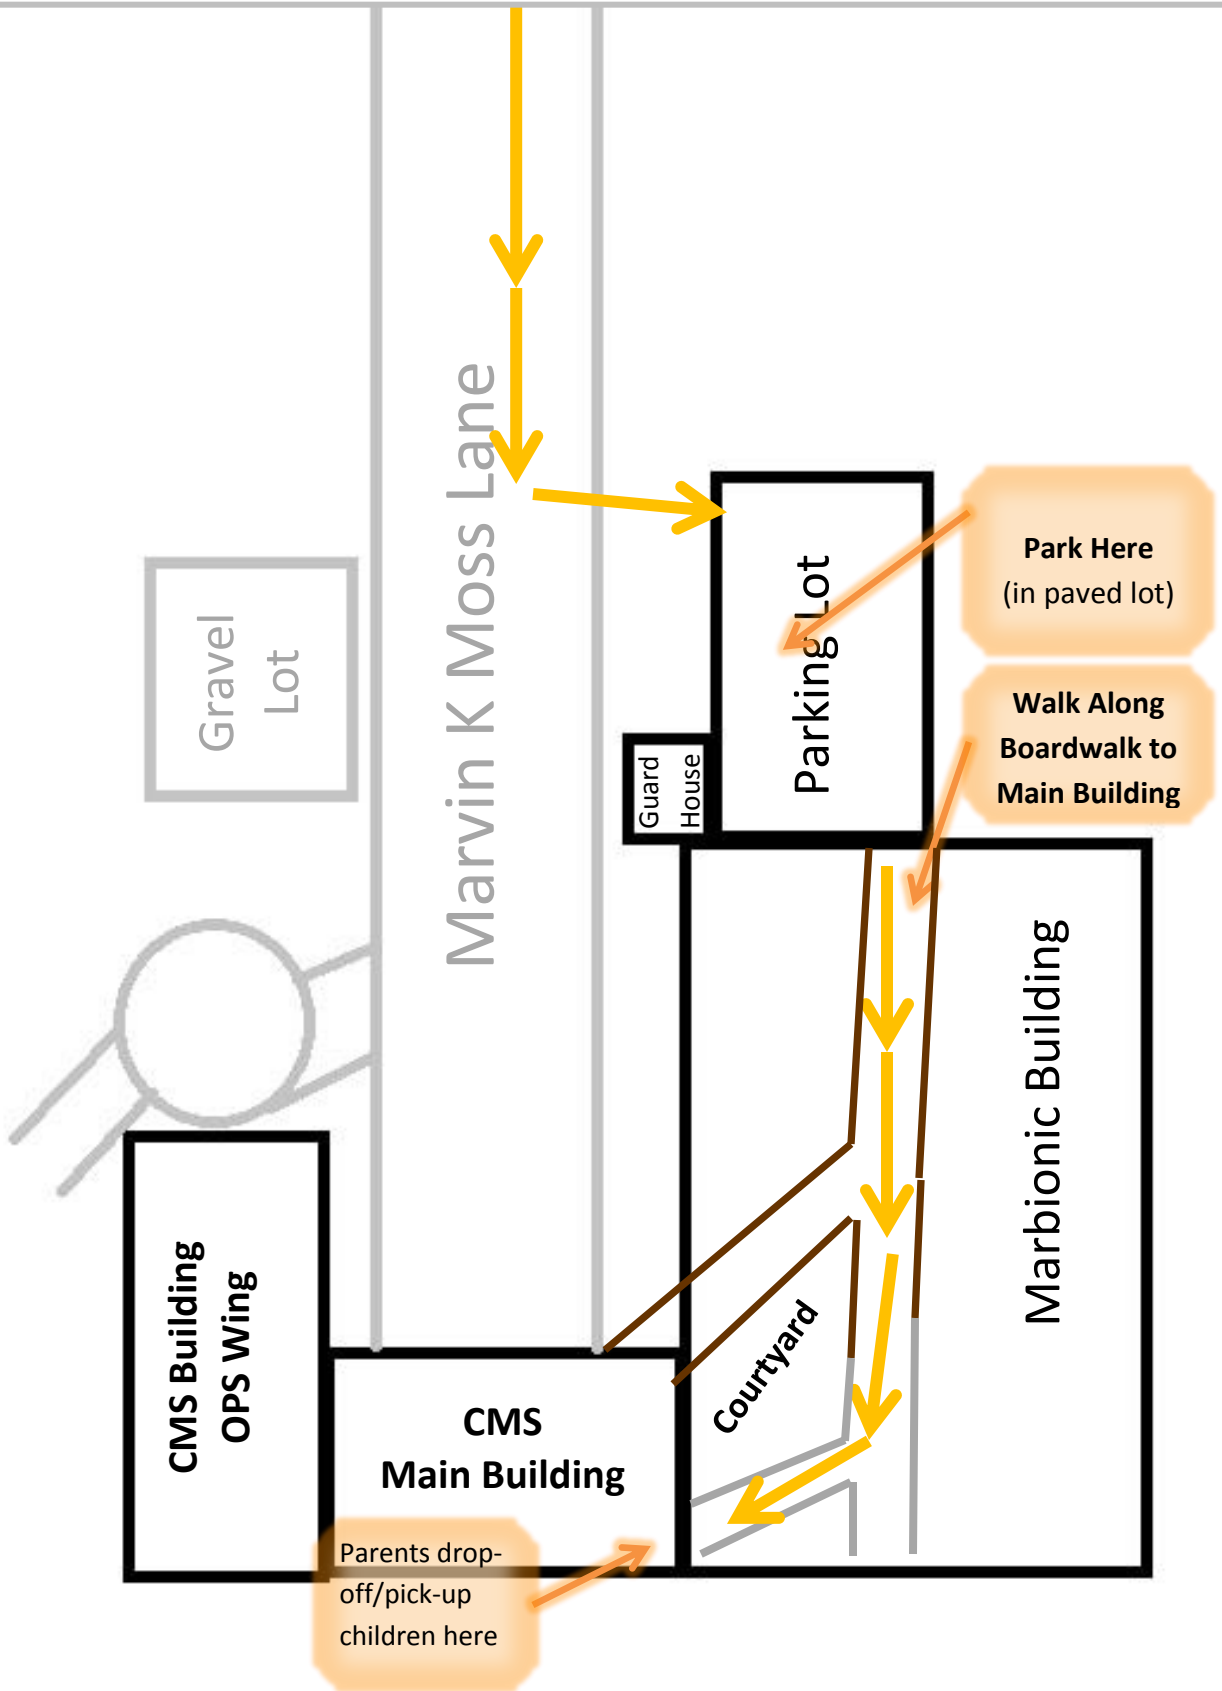 Marvin K Moss Lane
Gravel
Lot
Parking Lot
Park Here
(in paved lot)
Walk Along
Boardwalk to
Main Building
Guard
House
Marbionic Building
CMS Building
OPS Wing
Courtyard
CMS
Main Building
Parents drop-
off/pick-up
children here